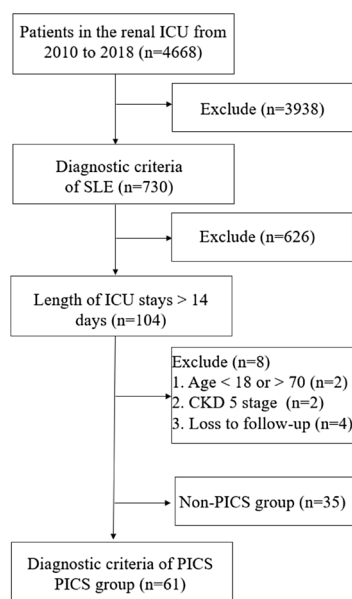 Patients in the renal ICU from
2010 to 2018 (n=4668)
Exclude (n=3938)
Diagnostic criteria
of SLE (n=730)
Exclude (n=626)
Length of ICU stays > 14
days (n=104)
Exclude (n=8)
1. Age < 18 or > 70 (n=2)
2. CKD 5 stage (n=2)
3. Loss to follow-up (n=4)
Non-PICS group (n=35)
Diagnostic criteria of PICS
PICS group (n=61)